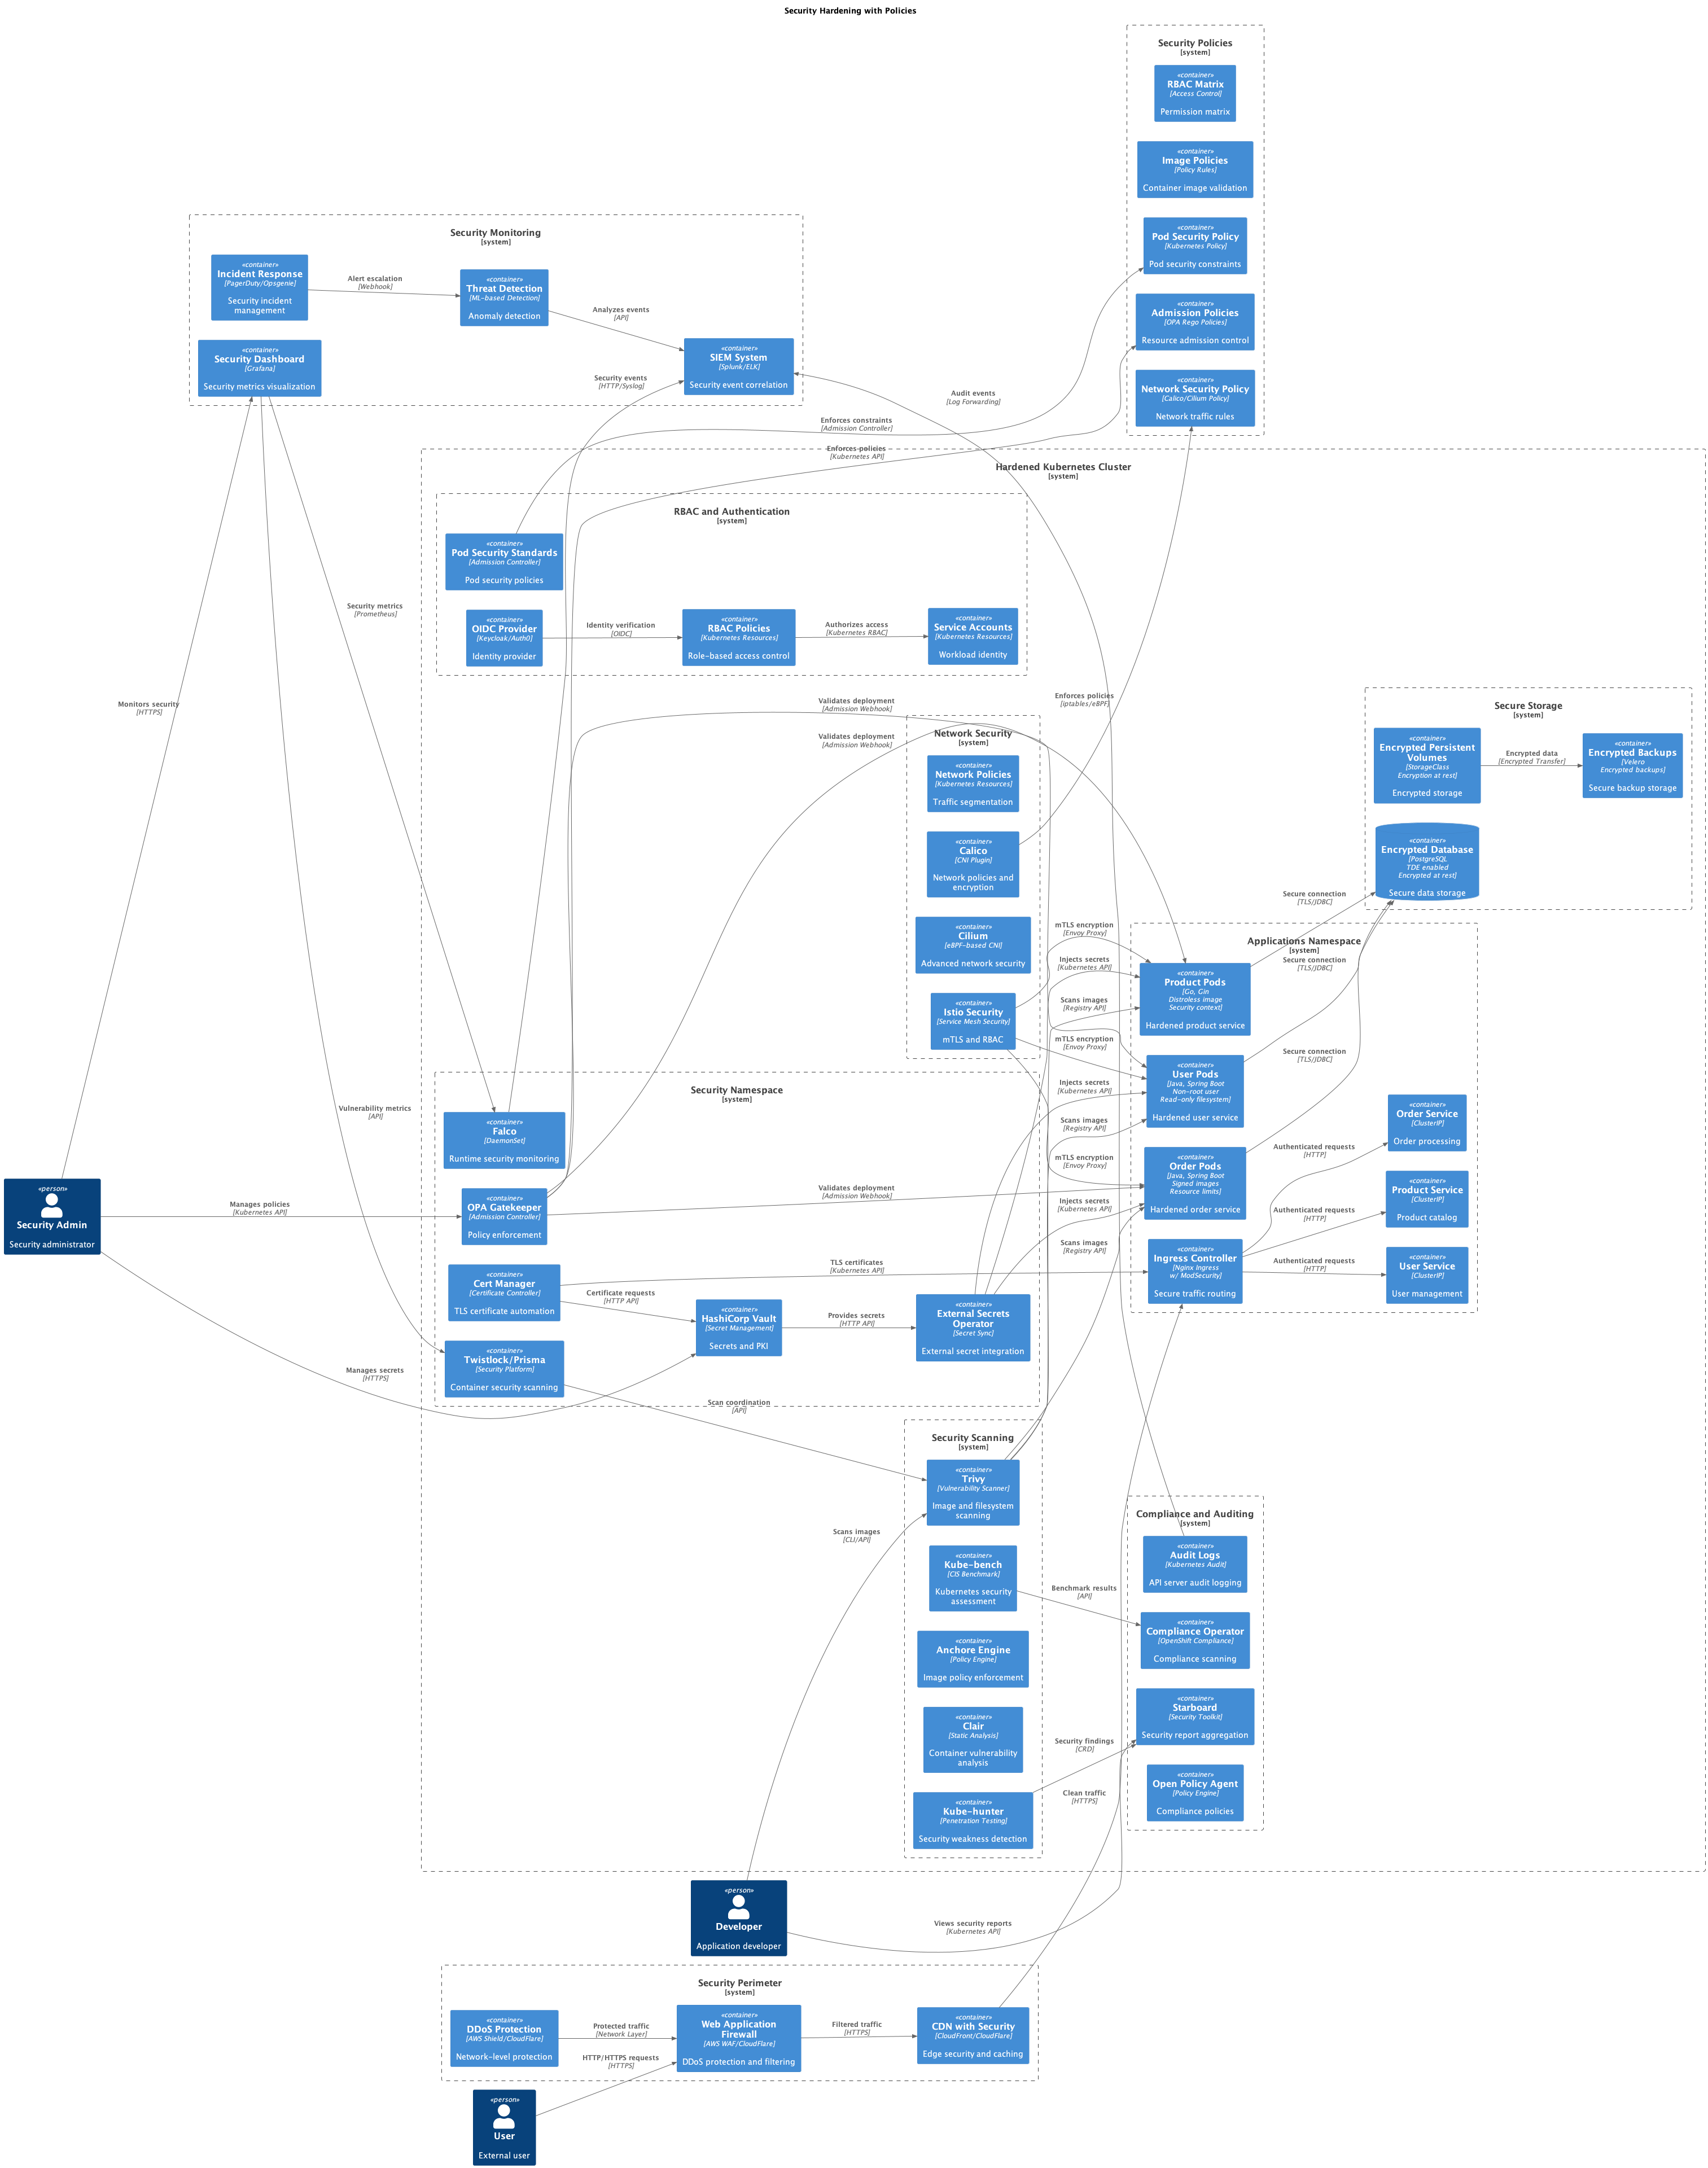 Security Hardening with Policies
Security Policies
[system]
«container»
RBAC Matrix
[Access Control]
Permission matrix
«container»
Image Policies
[Policy Rules]
Container image validation
«container»
Pod Security Policy
[Kubernetes Policy]
Pod security constraints
«container»
Admission Policies
[OPA Rego Policies]
Resource admission control
«container»
Network Security Policy
[Calico/Cilium Policy]
Network traffic rules
Security Monitoring
[system]
«container»
Incident Response
[PagerDuty/Opsgenie]
Security incident
management
Alert escalation
[Webhook]
«container»
Threat Detection
[ML-based Detection]
Anomaly detection
Analyzes events
[API]
«container»
Security Dashboard
[Grafana]
Security metrics visualization
«container»
SIEM System
[Splunk/ELK]
Security event correlation
Security events
[HTTP/Syslog]
Audit events
[Log Forwarding]
Enforces constraints
[Admission Controller]
Enforces policies
[Kubernetes API]
Hardened Kubernetes Cluster
[system]
RBAC and Authentication
[system]
«container»
Pod Security Standards
[Admission Controller]
Pod security policies
«container»
OIDC Provider
[Keycloak/Auth0]
Identity provider
Identity verification
[OIDC]
«container»
RBAC Policies
[Kubernetes Resources]
Role-based access control
Authorizes access
[Kubernetes RBAC]
«container»
Service Accounts
[Kubernetes Resources]
Workload identity
Security metrics
[Prometheus]
Monitors security
[HTTPS]
Validates deployment
[Admission Webhook]
Validates deployment
[Admission Webhook]
Enforces policies
[iptables/eBPF]
Network Security
[system]
«container»
Network Policies
[Kubernetes Resources]
Traffic segmentation
«container»
Calico
[CNI Plugin]
Network policies and
encryption
«container»
Cilium
[eBPF-based CNI]
Advanced network security
«container»
Istio Security
[Service Mesh Security]
mTLS and RBAC
Secure Storage
[system]
«container»
Encrypted Persistent
Volumes
[StorageClass
Encryption at rest]
Encrypted storage
Encrypted data
[Encrypted Transfer]
«container»
Encrypted Backups
[Velero
Encrypted backups]
Secure backup storage
«container»
Encrypted Database
[PostgreSQL
TDE enabled
Encrypted at rest]
Secure data storage
Secure connection
[TLS/JDBC]
Applications Namespace
[system]
Secure connection
[TLS/JDBC]
Secure connection
[TLS/JDBC]
mTLS encryption
[Envoy Proxy]
Injects secrets
[Kubernetes API]
Scans images
[Registry API]
mTLS encryption
[Envoy Proxy]
Injects secrets
[Kubernetes API]
Scans images
[Registry API]
mTLS encryption
[Envoy Proxy]
Injects secrets
[Kubernetes API]
Scans images
[Registry API]
«container»
Product Pods
[Go, Gin
Distroless image
Security context]
Hardened product service
«container»
User Pods
[Java, Spring Boot
Non-root user
Read-only filesystem]
Hardened user service
«container»
Order Pods
[Java, Spring Boot
Signed images
Resource limits]
Hardened order service
«container»
Ingress Controller
[Nginx Ingress
w/ ModSecurity]
Secure traffic routing
Authenticated requests
[HTTP]
Authenticated requests
[HTTP]
Authenticated requests
[HTTP]
«container»
Order Service
[ClusterIP]
Order processing
«container»
Product Service
[ClusterIP]
Product catalog
«container»
User Service
[ClusterIP]
User management
Security Namespace
[system]
Vulnerability metrics
[API]
«container»
Falco
[DaemonSet]
Runtime security monitoring
«container»
OPA Gatekeeper
[Admission Controller]
Policy enforcement
Validates deployment
[Admission Webhook]
«container»
Cert Manager
[Certificate Controller]
TLS certificate automation
TLS certificates
[Kubernetes API]
Certificate requests
[HTTP API]
«container»
HashiCorp Vault
[Secret Management]
Secrets and PKI
Provides secrets
[HTTP API]
«container»
External Secrets
Operator
[Secret Sync]
External secret integration
«container»
Twistlock/Prisma
[Security Platform]
Container security scanning
«person»
Security Admin
Security administrator
Manages policies
[Kubernetes API]
Manages secrets
[HTTPS]
Scan coordination
[API]
Security Scanning
[system]
«container»
Trivy
[Vulnerability Scanner]
Image and filesystem
scanning
Scans images
[CLI/API]
«container»
Kube-bench
[CIS Benchmark]
Kubernetes security
assessment
Benchmark results
[API]
«container»
Anchore Engine
[Policy Engine]
Image policy enforcement
«container»
Clair
[Static Analysis]
Container vulnerability
analysis
Security findings
[CRD]
«container»
Kube-hunter
[Penetration Testing]
Security weakness detection
Clean traffic
[HTTPS]
Compliance and Auditing
[system]
«container»
Audit Logs
[Kubernetes Audit]
API server audit logging
«container»
Compliance Operator
[OpenShift Compliance]
Compliance scanning
«container»
Starboard
[Security Toolkit]
Security report aggregation
«container»
Open Policy Agent
[Policy Engine]
Compliance policies
«person»
Developer
Application developer
Views security reports
[Kubernetes API]
Security Perimeter
[system]
«container»
DDoS Protection
[AWS Shield/CloudFlare]
Network-level protection
Protected traffic
[Network Layer]
HTTP/HTTPS requests
[HTTPS]
«container»
Web Application
Firewall
[AWS WAF/CloudFlare]
DDoS protection and filtering
Filtered traffic
[HTTPS]
«container»
CDN with Security
[CloudFront/CloudFlare]
Edge security and caching
«person»
User
External user